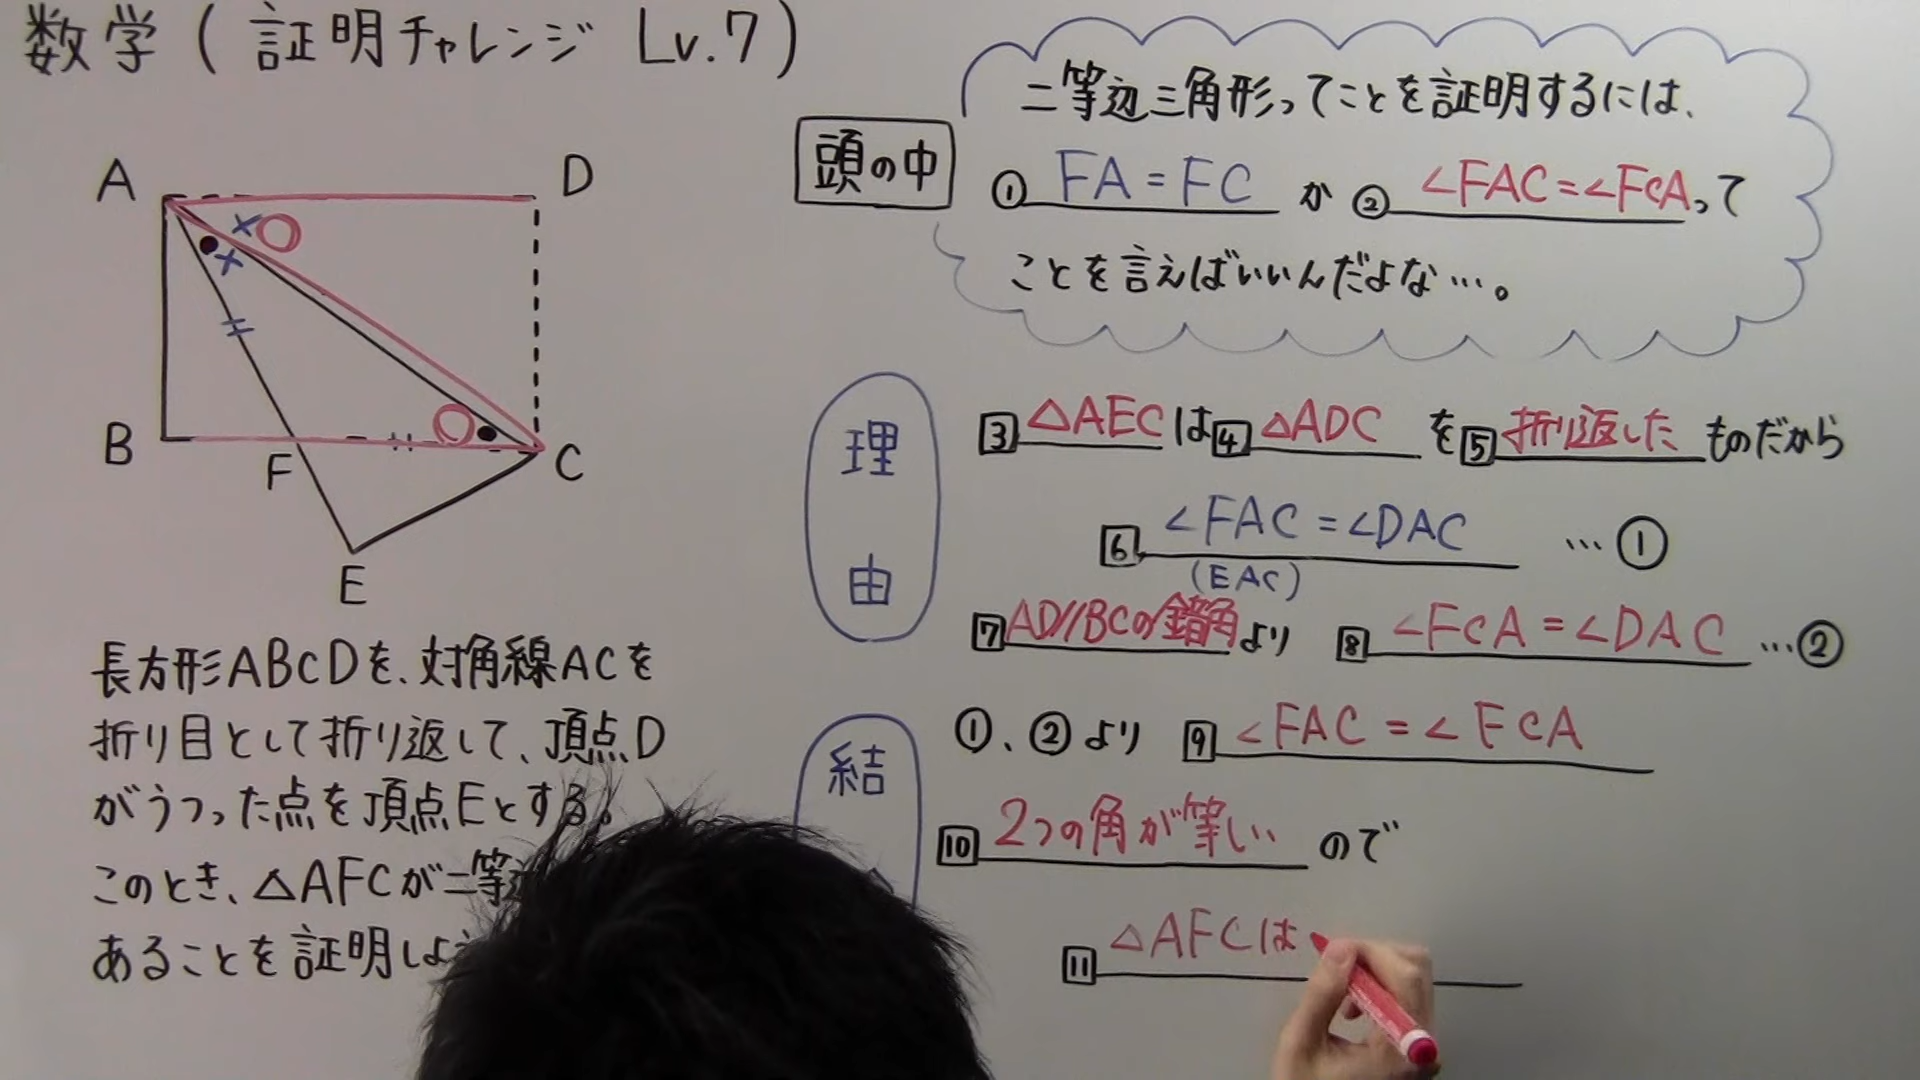 数学(証明チャレンジ Lv.7)
A
D
B
F
C
E
長方形ABCDを、対角線ACを
折り目として折り返して、頂点D
がうつった点を頂点Eとする。
このとき、△AFCが二等
あることを証明しよ
頭の中
二等辺三角形ってことを証明するには、
① FA=FC か ② ∠FAC=∠FCA って
ことを言えばいいんだよな…。
理由
3 △AEC は 4 △ADC を 5 折り返した ものだから
6 ∠FAC=∠DAC …①
(EAC)
7 AD//BCの錯角 より 8 ∠FCA=∠DAC …②
結
①、②より 9 ∠FAC=∠FCA
10 2つの角が等しい ので
11 △AFCは